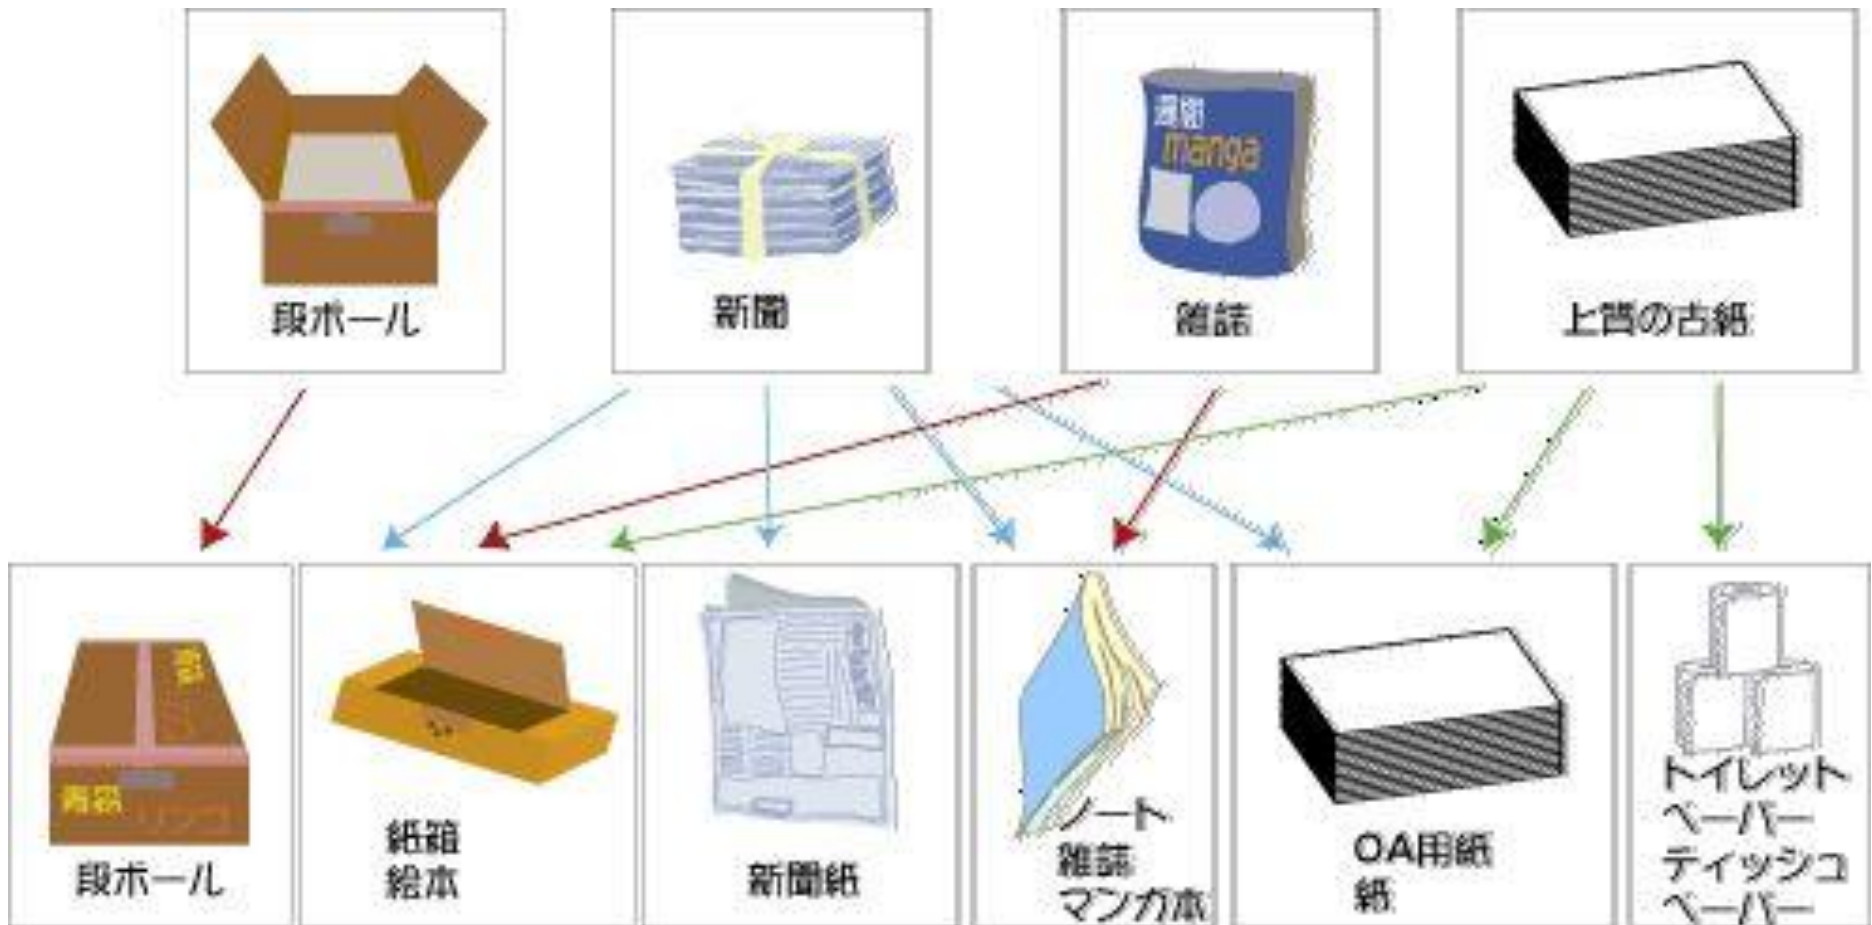 段ボール
新聞
manga
雑誌
上質の古紙
段ボール
紙箱
絵本
新聞紙
ノート
雑誌
マンガ本
OA用紙
紙
トイレット
ペーパー
ティッシュ
ペーパー